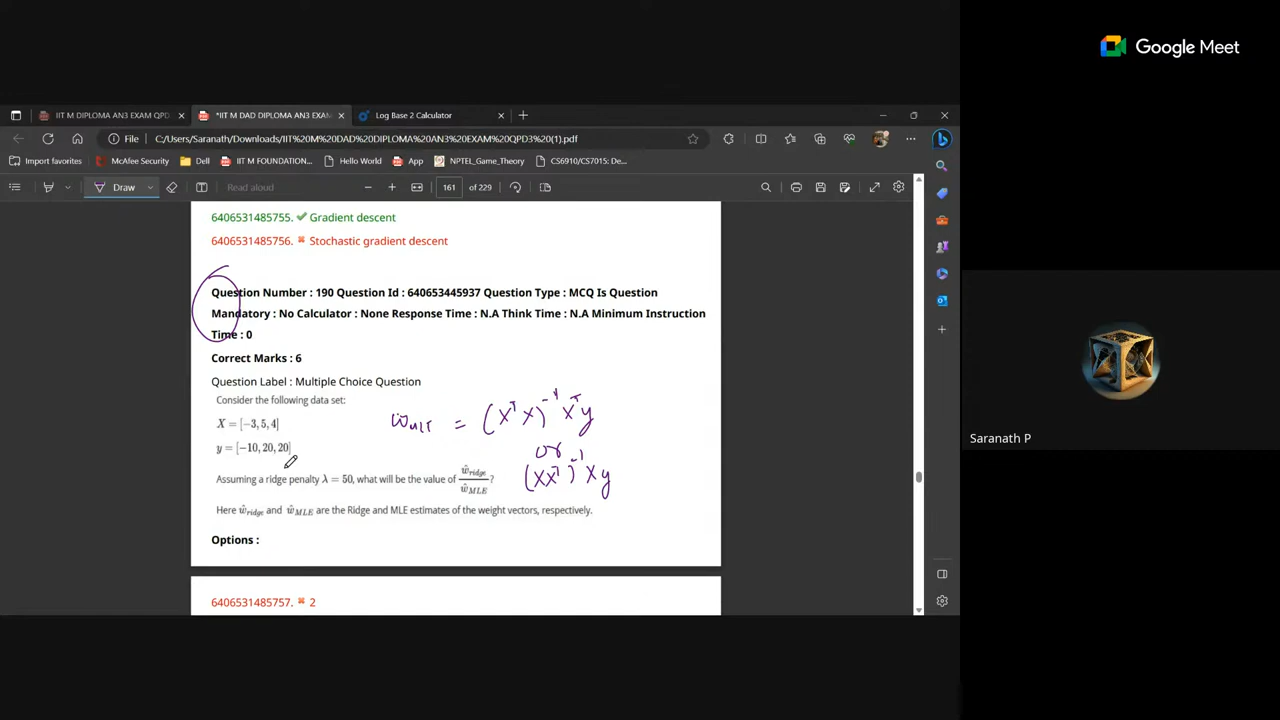 Google Meet
IIT M DIPLOMA AN3 EXAM QPD
*IIT M DAD DIPLOMA AN3 EXAM
Log Base 2 Calculator
File
C:/Users/Saranath/Downloads/IIT%20M%20DAD%20DIPLOMA%20AN3%20EXAM%20QPD3%20(1).pdf
Import favorites
McAfee Security
Dell
IIT M FOUNDATION...
Hello World
App
NPTEL_Game_Theory
CS6910/CS7015: De...
Draw
Read aloud
161
of 229
6406531485755. ✔ Gradient descent
6406531485756. ✖ Stochastic gradient descent
Question Number : 190 Question Id : 640653445937 Question Type : MCQ Is Question
Mandatory : No Calculator : None Response Time : N.A Think Time : N.A Minimum Instruction
Time : 0
Correct Marks : 6
Question Label : Multiple Choice Question
Consider the following data set:
X = [−3, 5, 4]
y = [−10, 20, 20]
= (XᵀX)⁻¹Xᵀy
or
(XXᵀ)⁻¹Xy
Assuming a ridge penalty λ = 50, what will be the value of ŵ_ridge/ŵ_MLE?
Here ŵ_ridge and ŵ_MLE are the Ridge and MLE estimates of the weight vectors, respectively.
Options :
6406531485757. ✖ 2
Saranath P